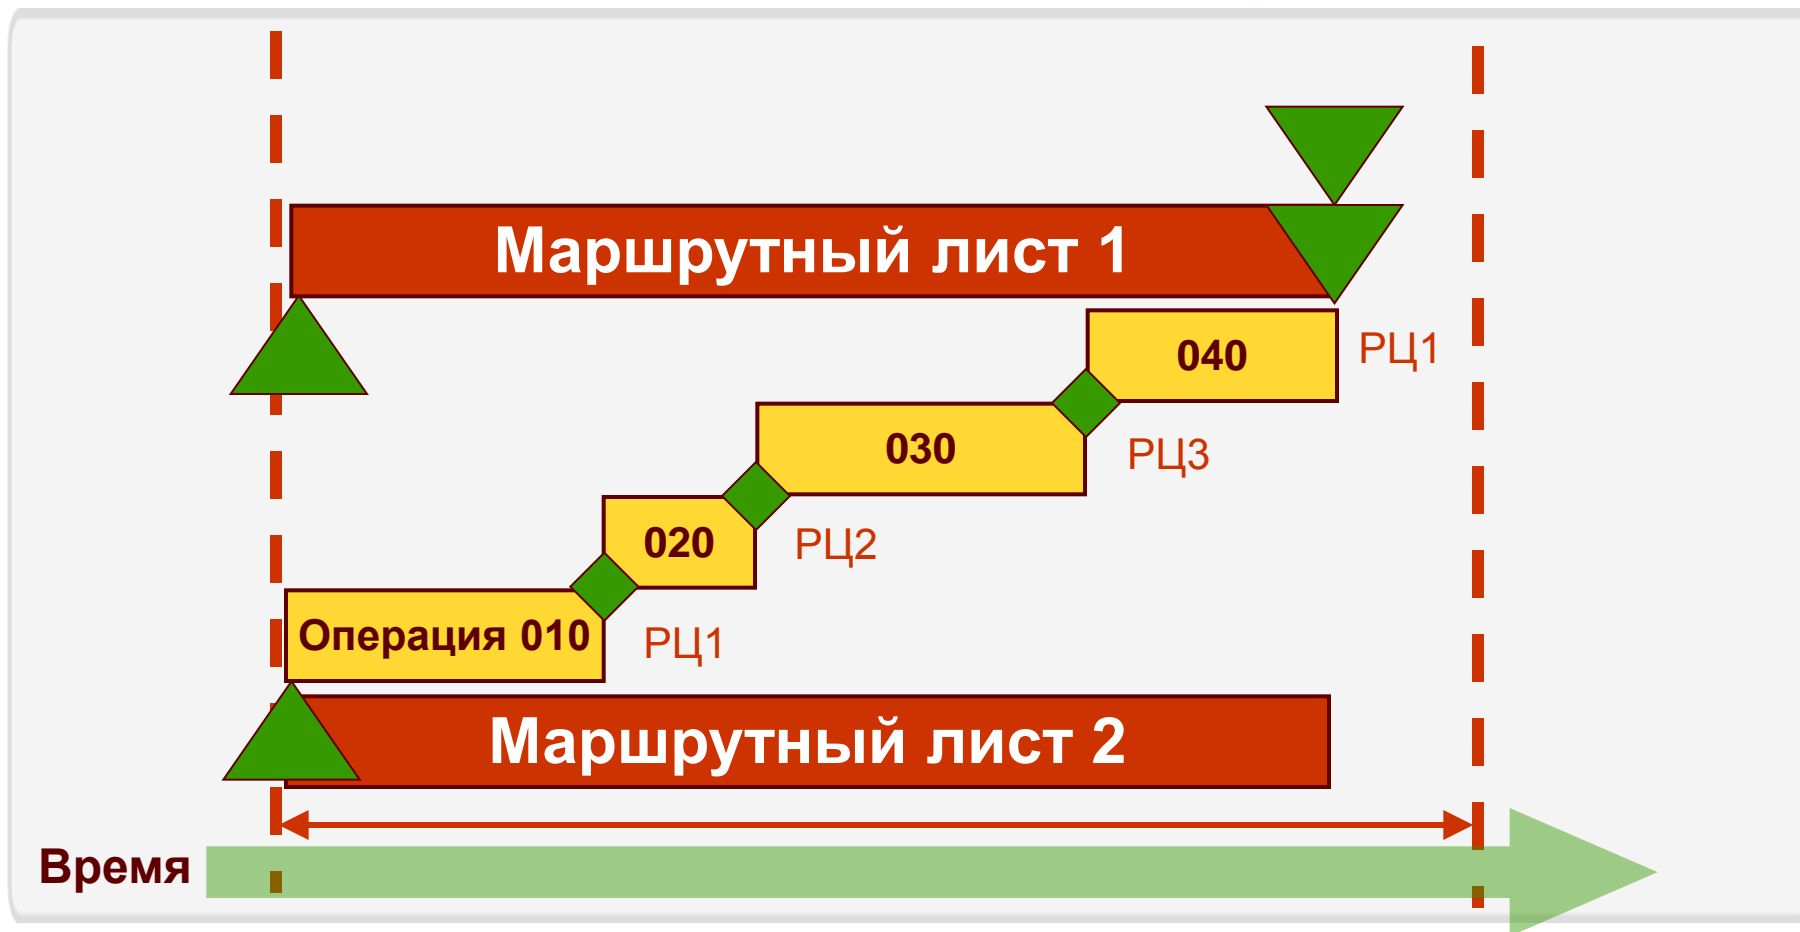 Маршрутный лист 1
040
РЦ1
030
РЦ3
020
РЦ2
Операция 010
РЦ1
Маршрутный лист 2
Время